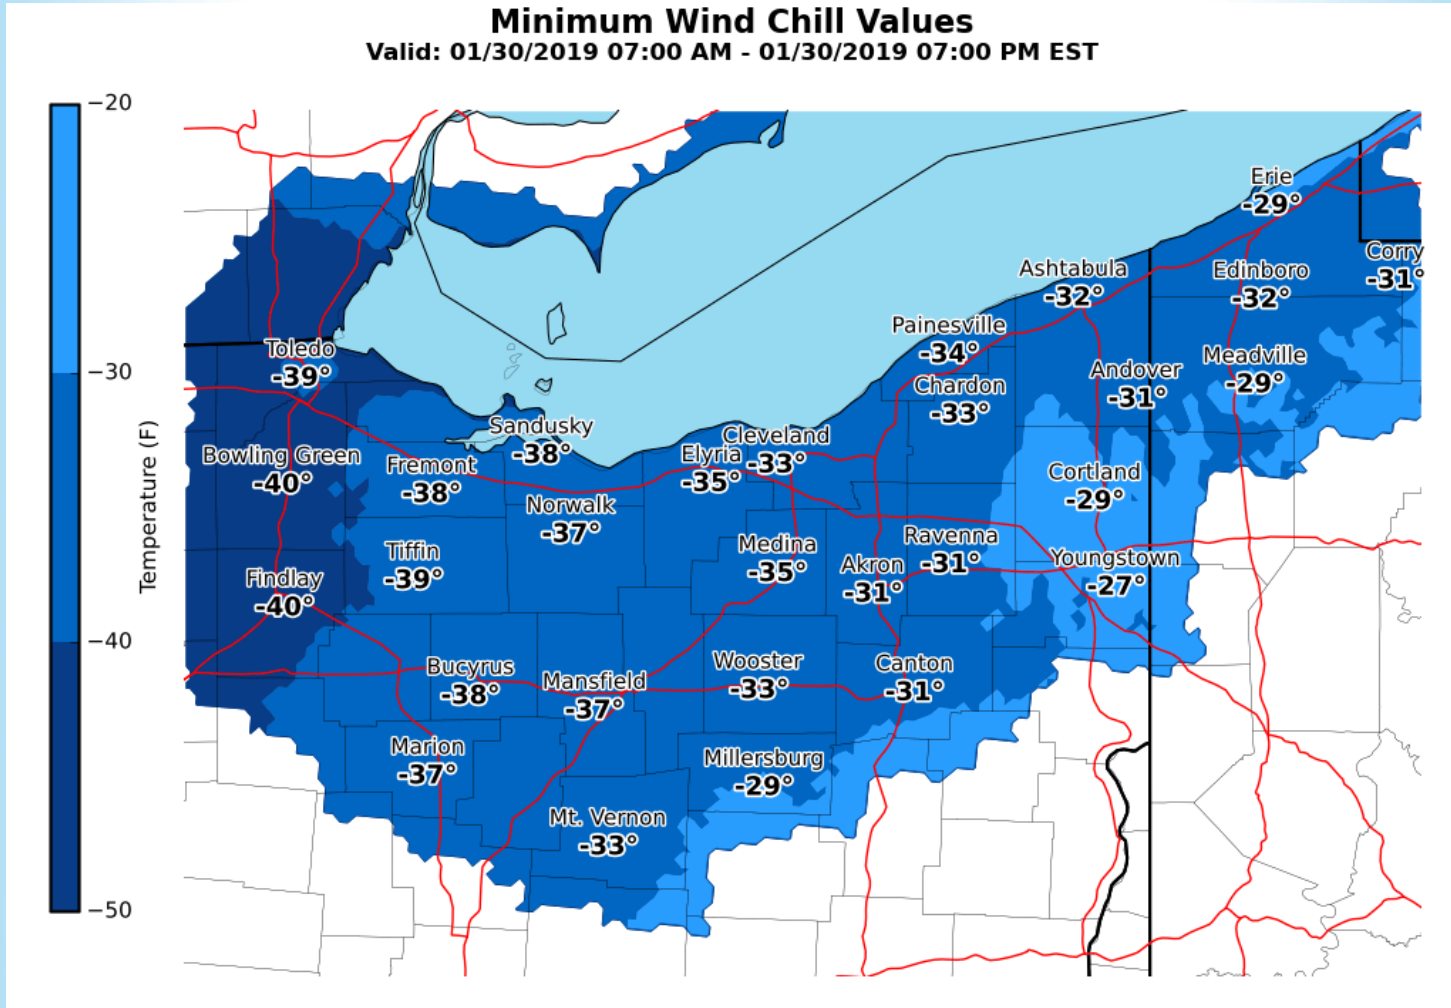 Minimum Wind Chill Values
Valid: 01/30/2019 07:00 AM - 01/30/2019 07:00 PM EST
−20
−30
−40
−50
Temperature (F)
Erie
-29°
Corry
-31°
Ashtabula
-32°
Edinboro
-32°
Painesville
-34°
Toledo
-39°
Meadville
-29°
Andover
-31°
Chardon
-33°
Sandusky
-38°
Cleveland
-33°
Elyria
-35°
Bowling Green
-40°
Fremont
-38°
Cortland
-29°
Norwalk
-37°
Medina
-35°
Ravenna
-31°
Tiffin
-39°
Akron
-31°
Youngstown
-27°
Findlay
-40°
Bucyrus
-38°
Mansfield
-37°
Wooster
-33°
Canton
-31°
Marion
-37°
Millersburg
-29°
Mt. Vernon
-33°